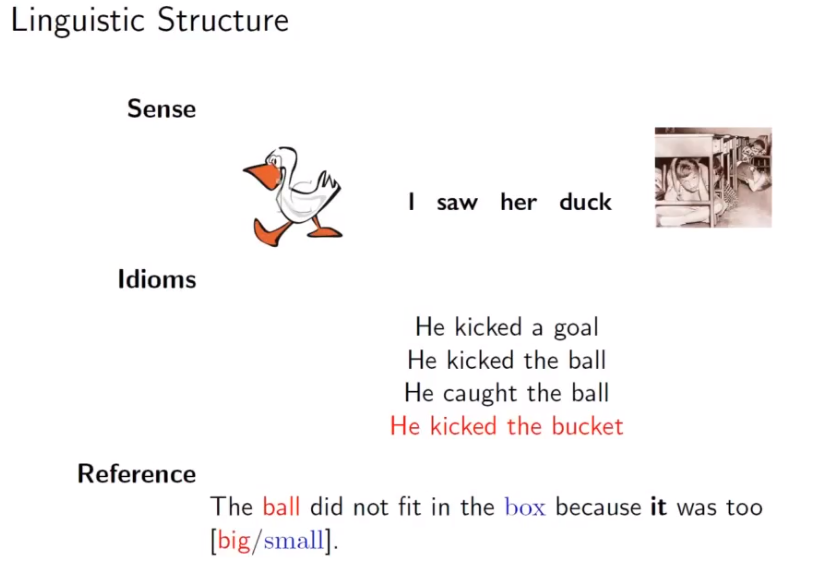 Linguistic Structure
Sense
I saw her duck
Idioms
He kicked a goal
He kicked the ball
He caught the ball
He kicked the bucket
Reference
The ball did not fit in the box because it was too
[big/small].